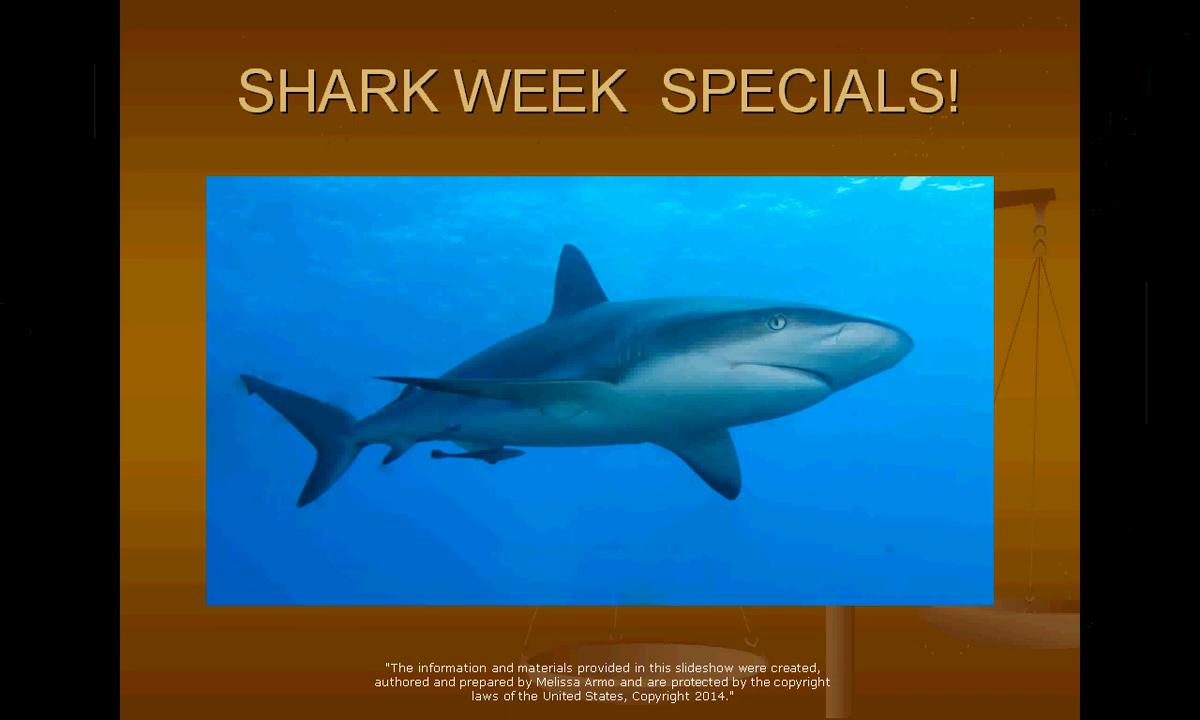 SHARK WEEK  SPECIALS!
"The information and materials provided in this slideshow were created,
authored and prepared by Melissa Armo and are protected by the copyright
laws of the United States, Copyright 2014."